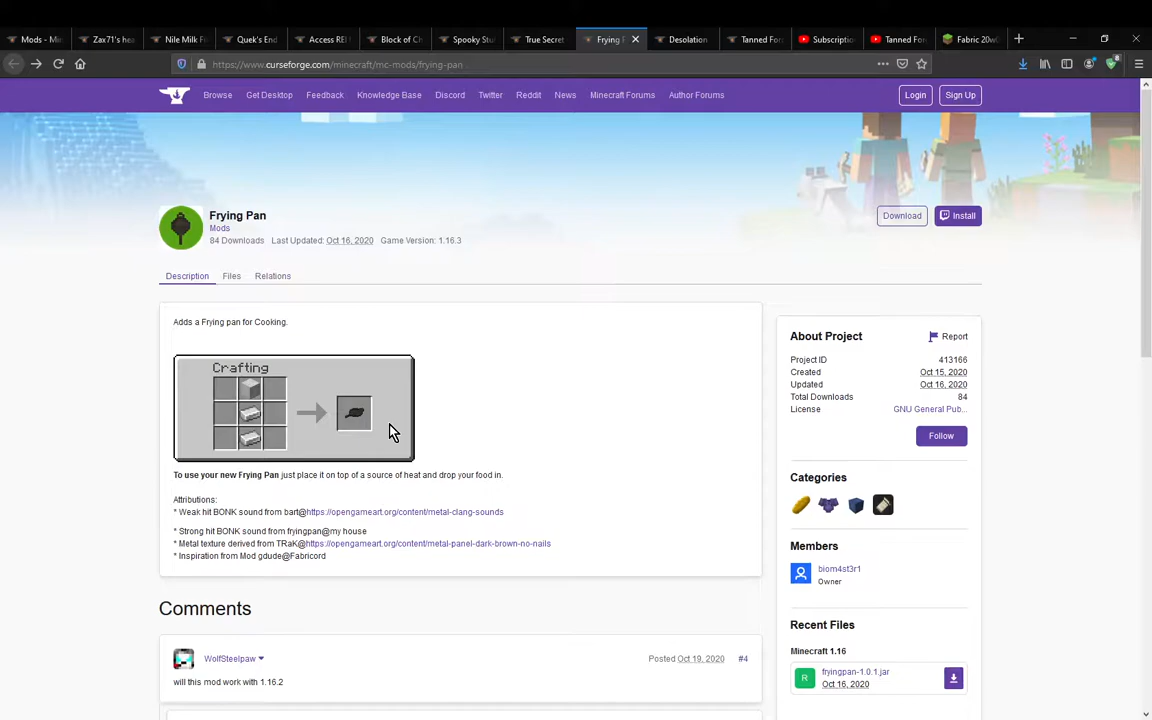 Mods - Mi
Zax71's hea
Nile Milk F
Quek's End
Access REI
Block of Ch
Spooky Stu
True Secret
Frying P
Desolation
Tanned For
Subscription
Tanned For
Fabric 20w
https://www.curseforge.com/minecraft/mc-mods/frying-pan
Browse Get Desktop Feedback Knowledge Base Discord Twitter Reddit News Minecraft Forums Author Forums Login Sign Up
Frying Pan
Mods
84 Downloads Last Updated: Oct 16, 2020 Game Version: 1.16.3
Download Install
Description Files Relations
Adds a Frying pan for Cooking.
Crafting
To use your new Frying Pan just place it on top of a source of heat and drop your food in.
Attributions:
* Weak hit BONK sound from bart@https://opengameart.org/content/metal-clang-sounds
* Strong hit BONK sound from fryingpan@my house
* Metal texture derived from TRaK@https://opengameart.org/content/metal-panel-dark-brown-no-nails
* Inspiration from Mod gdude@Fabricord
Comments
WolfSteelpaw Posted Oct 19, 2020 #4
will this mod work with 1.16.2
About Project Report
Project ID 413166
Created Oct 15, 2020
Updated Oct 16, 2020
Total Downloads 84
License GNU General Pub...
Follow
Categories
Members
biom4st3r1
Owner
Recent Files
Minecraft 1.16
R fryingpan-1.0.1.jar
Oct 16, 2020